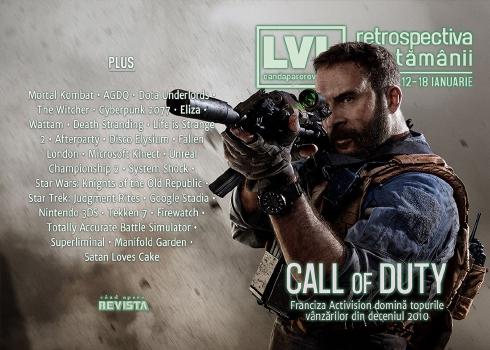 PLUS
Mortal Kombat • AGDQ • Dota Underlords •
The Witcher • Cyberpunk 2077 • Eliza •
Wattam • Death Stranding • Life is Strange
2 • Afterparty • Disco Elysium • Fallen
London • Microsoft Kinect • Unreal
Championship 2 • System Shock •
Star Wars: Knights of the Old Republic •
Star Trek: Judgment Rites • Google Stadia •
Nintendo 3DS • Tekken 7 • Firewatch •
Totally Accurate Battle Simulator •
Superliminal • Manifold Garden •
Satan Loves Cake
când apare
REVISTA
LVL
retrospectiva
tămânii
12-18 IANUARIE
CALL OF DUTY
Franciza Activision domină topurile
vânzărilor din deceniul 2010